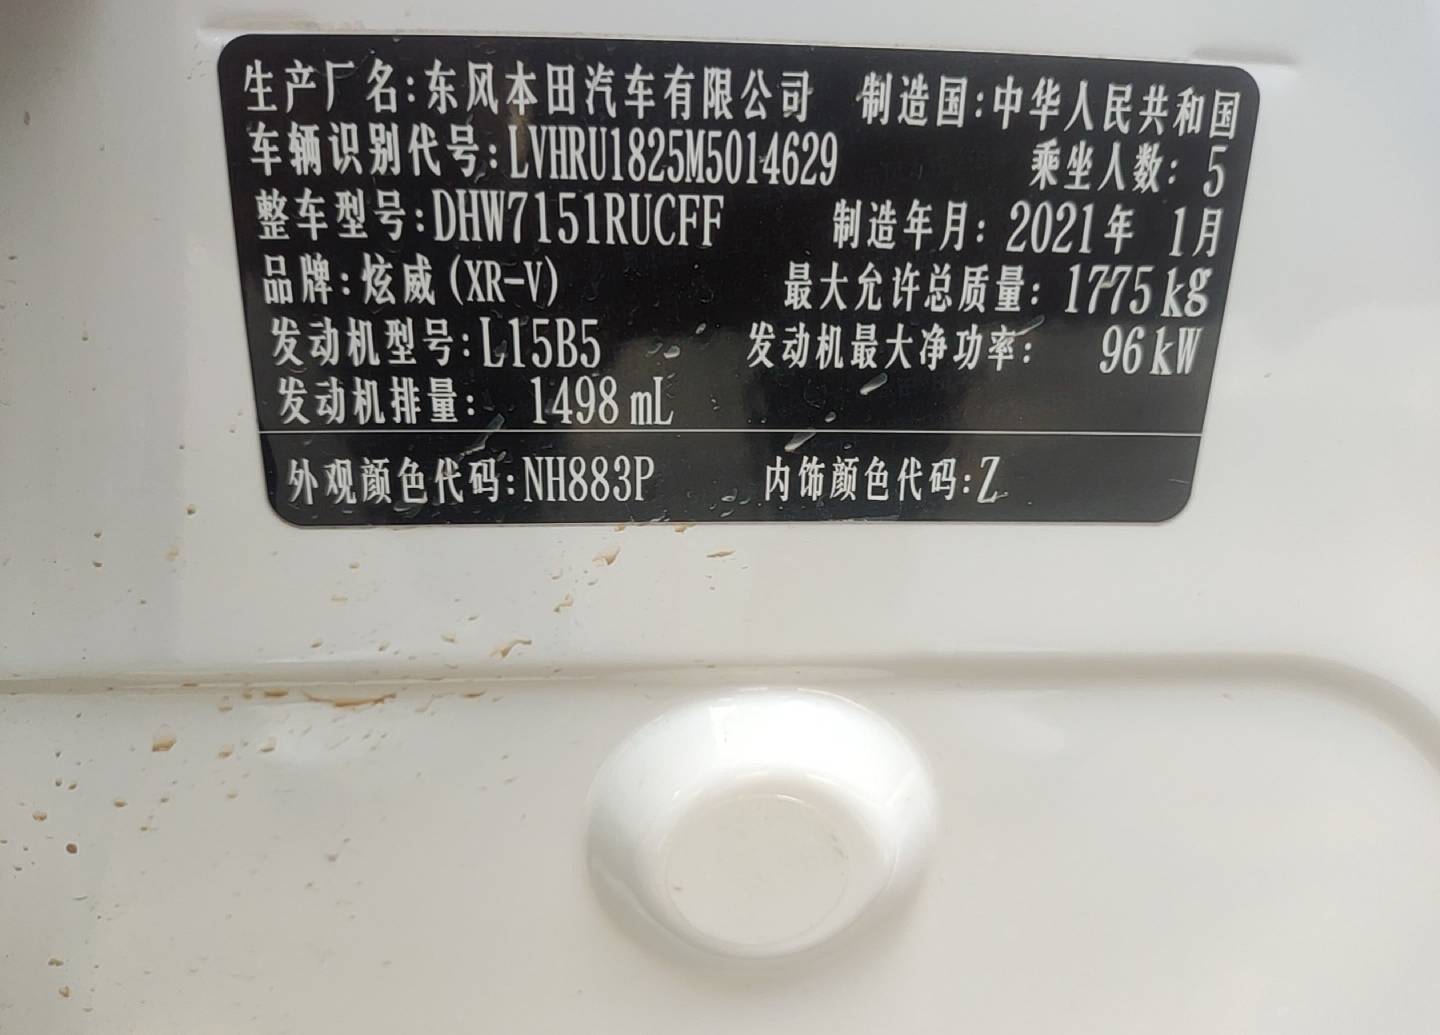 生产厂名:东风本田汽车有限公司 制造国:中华人民共和国
车辆识别代号:LVHRU1825M5014629 乘坐人数: 5
整车型号:DHW7151RUCFF 制造年月: 2021年 1月
品牌:炫威(XR-V) 最大允许总质量: 1775kg
发动机型号:L15B5 发动机最大净功率: 96kW
发动机排量: 1498mL
外观颜色代码:NH883P 内饰颜色代码:Z